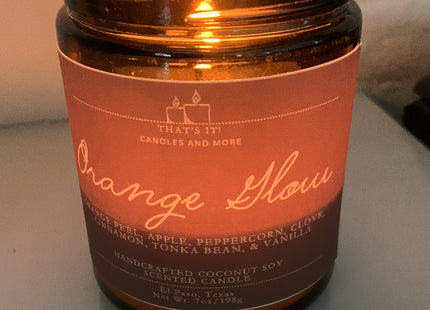 THAT'S IT!
CANDLES AND MORE
Orange Glow
ORANGE PEEL, APPLE, PEPPERCORN, CLOVE,
CINNAMON, TONKA BEAN, & VANILLA
HANDCRAFTED COCONUT SOY
SCENTED CANDLE
El Paso, Texas
Net Wt. 7oz/198g